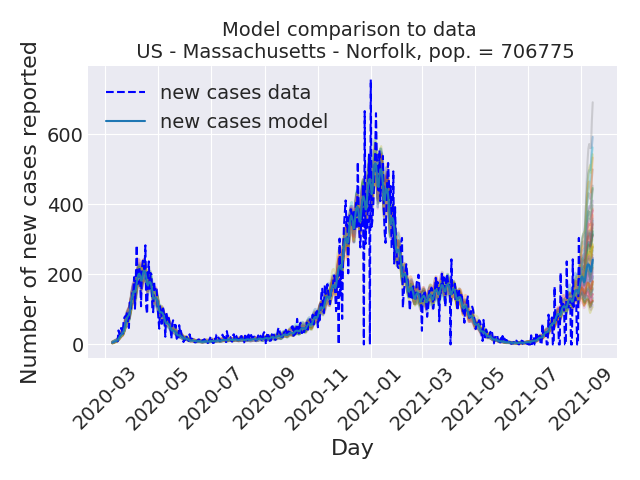 Model comparison to data
US - Massachusetts - Norfolk, pop. = 706775
Number of new cases reported
600
400
200
0
new cases data
new cases model
2020-03
2020-05
2020-07
2020-09
2020-11
2021-01
2021-03
2021-05
2021-07
2021-09
Day